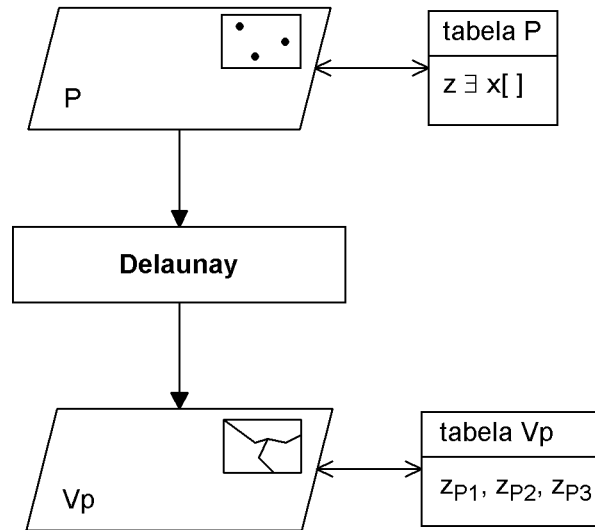 tabela P
z ∃ x[ ]
P
Delaunay
tabela Vp
zP1, zP2, zP3
Vp